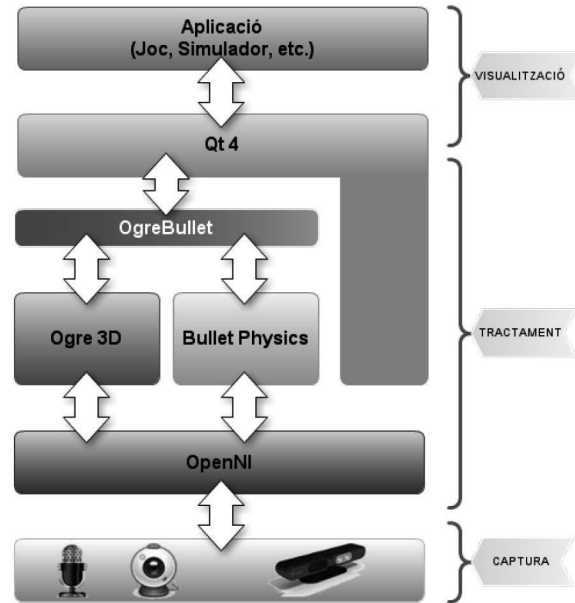 Aplicació
(Joc, Simulador, etc.)
VISUALITZACIÓ
Qt 4
OgreBullet
Ogre 3D
Bullet Physics
TRACTAMENT
OpenNI
CAPTURA